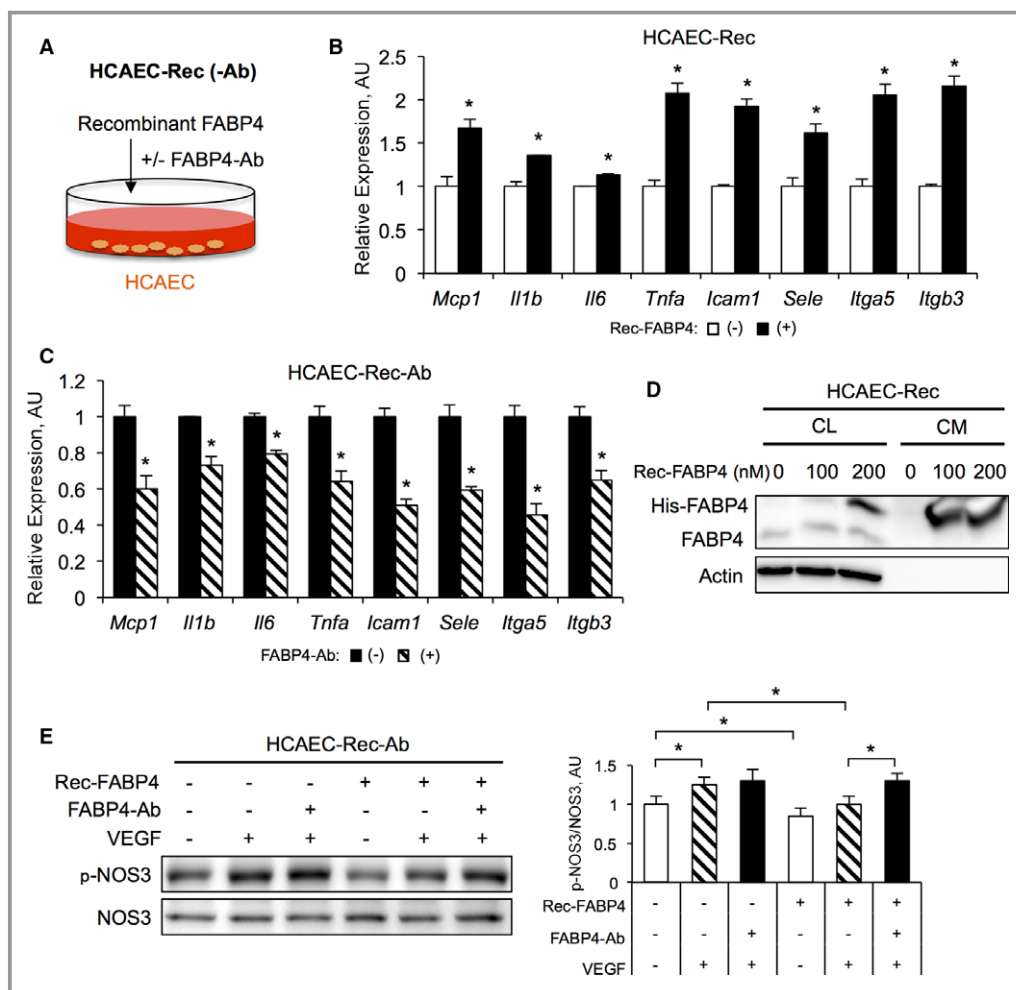 A
HCAEC-Rec (-Ab)
Recombinant FABP4
+/- FABP4-Ab
HCAEC
B
HCAEC-Rec
Relative Expression, AU
2.5
2
1.5
1
0.5
0
* * * * * * * *
Mcp1 Il1b Il6 Tnfa Icam1 Sele Itga5 Itgb3
Rec-FABP4: (-) (+)
C
HCAEC-Rec-Ab
Relative Expression, AU
1.2
1
0.8
0.6
0.4
0.2
0
* * * * * * * *
Mcp1 Il1b Il6 Tnfa Icam1 Sele Itga5 Itgb3
FABP4-Ab: (-) (+)
D
HCAEC-Rec
CL CM
Rec-FABP4 (nM) 0 100 200 0 100 200
His-FABP4
FABP4
Actin
E
HCAEC-Rec-Ab
Rec-FABP4 - - - + + +
FABP4-Ab - - + - - +
VEGF - + + - + +
p-NOS3
NOS3
p-NOS3/NOS3, AU
1.5
1
0.5
0
* * * *
Rec-FABP4 - - - + + +
FABP4-Ab - - + - - +
VEGF - + + - + +